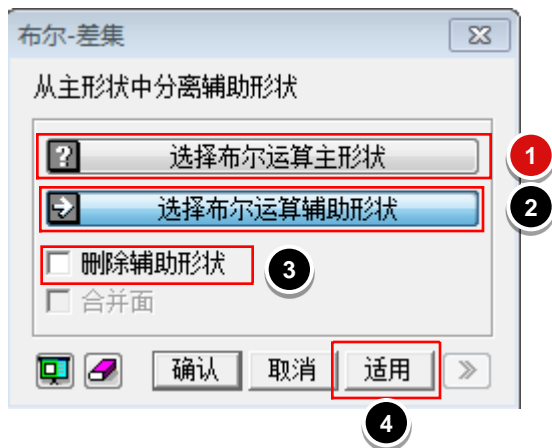 布尔-差集
从主形状中分离辅助形状
选择布尔运算主形状
1
选择布尔运算辅助形状
2
删除辅助形状
3
合并面
确认 取消 适用
4